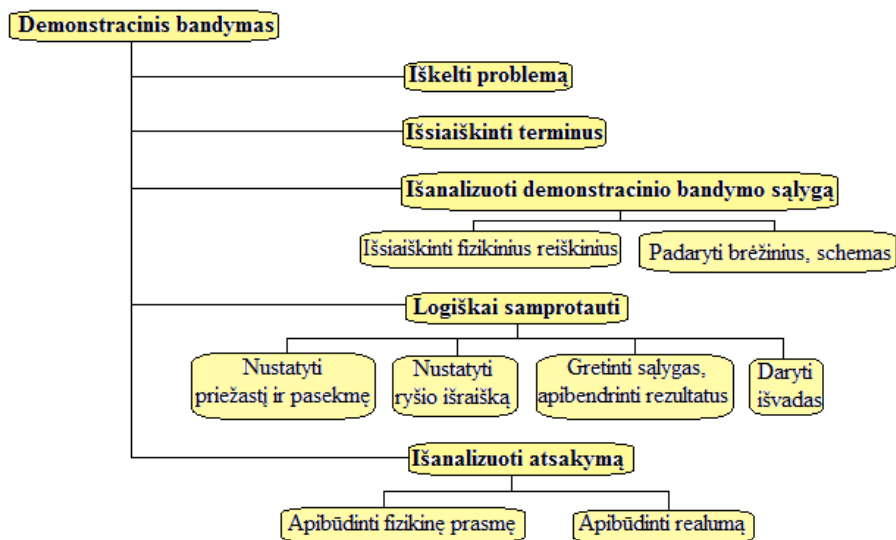 Demonstracinis bandymas
Iškelti problemą
Išsiaiškinti terminus
Išanalizuoti demonstracinio bandymo sąlygą
Išsiaiškinti fizikinius reiškinius
Padaryti brėžinius, schemas
Logiškai samprotauti
Nustatyti
priežastį ir pasekmę
Nustatyti
ryšio išraišką
Gretinti sąlygas,
apibendrinti rezultatus
Daryti
išvadas
Išanalizuoti atsakymą
Apibūdinti fizikinę prasmę
Apibūdinti realumą